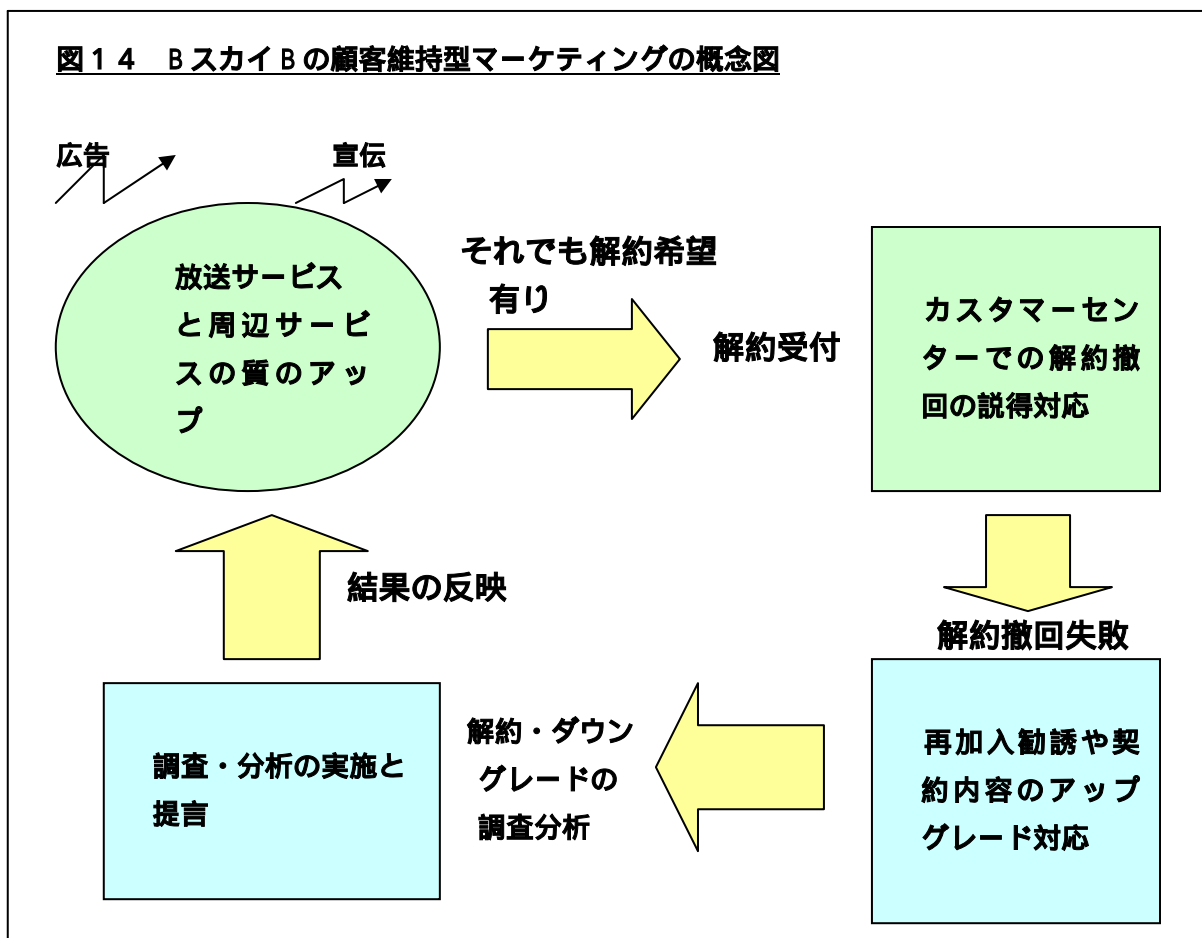 図14　BスカイBの顧客維持型マーケティングの概念図
広告
宣伝
放送サービス
と周辺サービ
スの質のアッ
プ
それでも解約希望
有り
解約受付
カスタマーセン
ターでの解約撤
回の説得対応
解約撤回失敗
再加入勧誘や契
約内容のアップ
グレード対応
解約・ダウン
グレードの
調査分析
調査・分析の実施と
提言
結果の反映